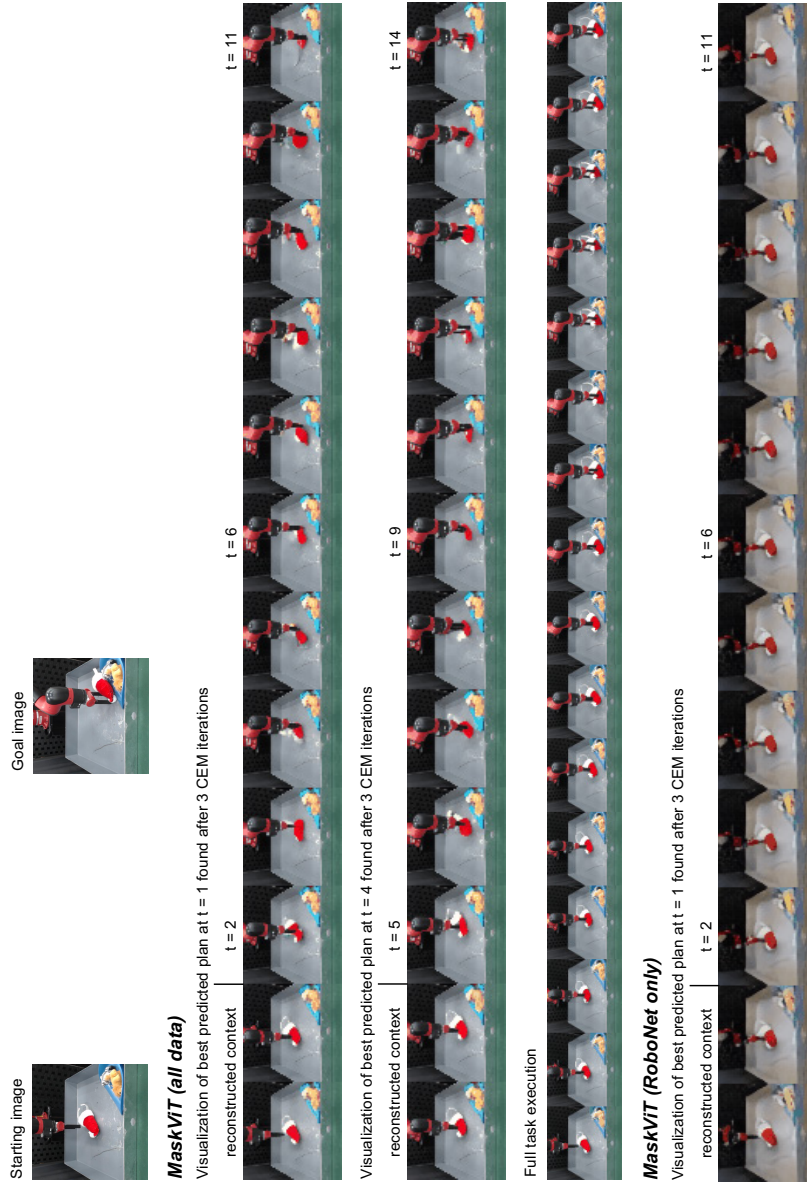 Starting image
Goal image
MaskViT (all data)
Visualization of best predicted plan at t = 1 found after 3 CEM iterations
reconstructed context
t = 2
t = 6
t = 11
Visualization of best predicted plan at t = 4 found after 3 CEM iterations
reconstructed context
t = 5
t = 9
t = 14
Full task execution
MaskViT (RoboNet only)
Visualization of best predicted plan at t = 1 found after 3 CEM iterations
reconstructed context
t = 2
t = 6
t = 11